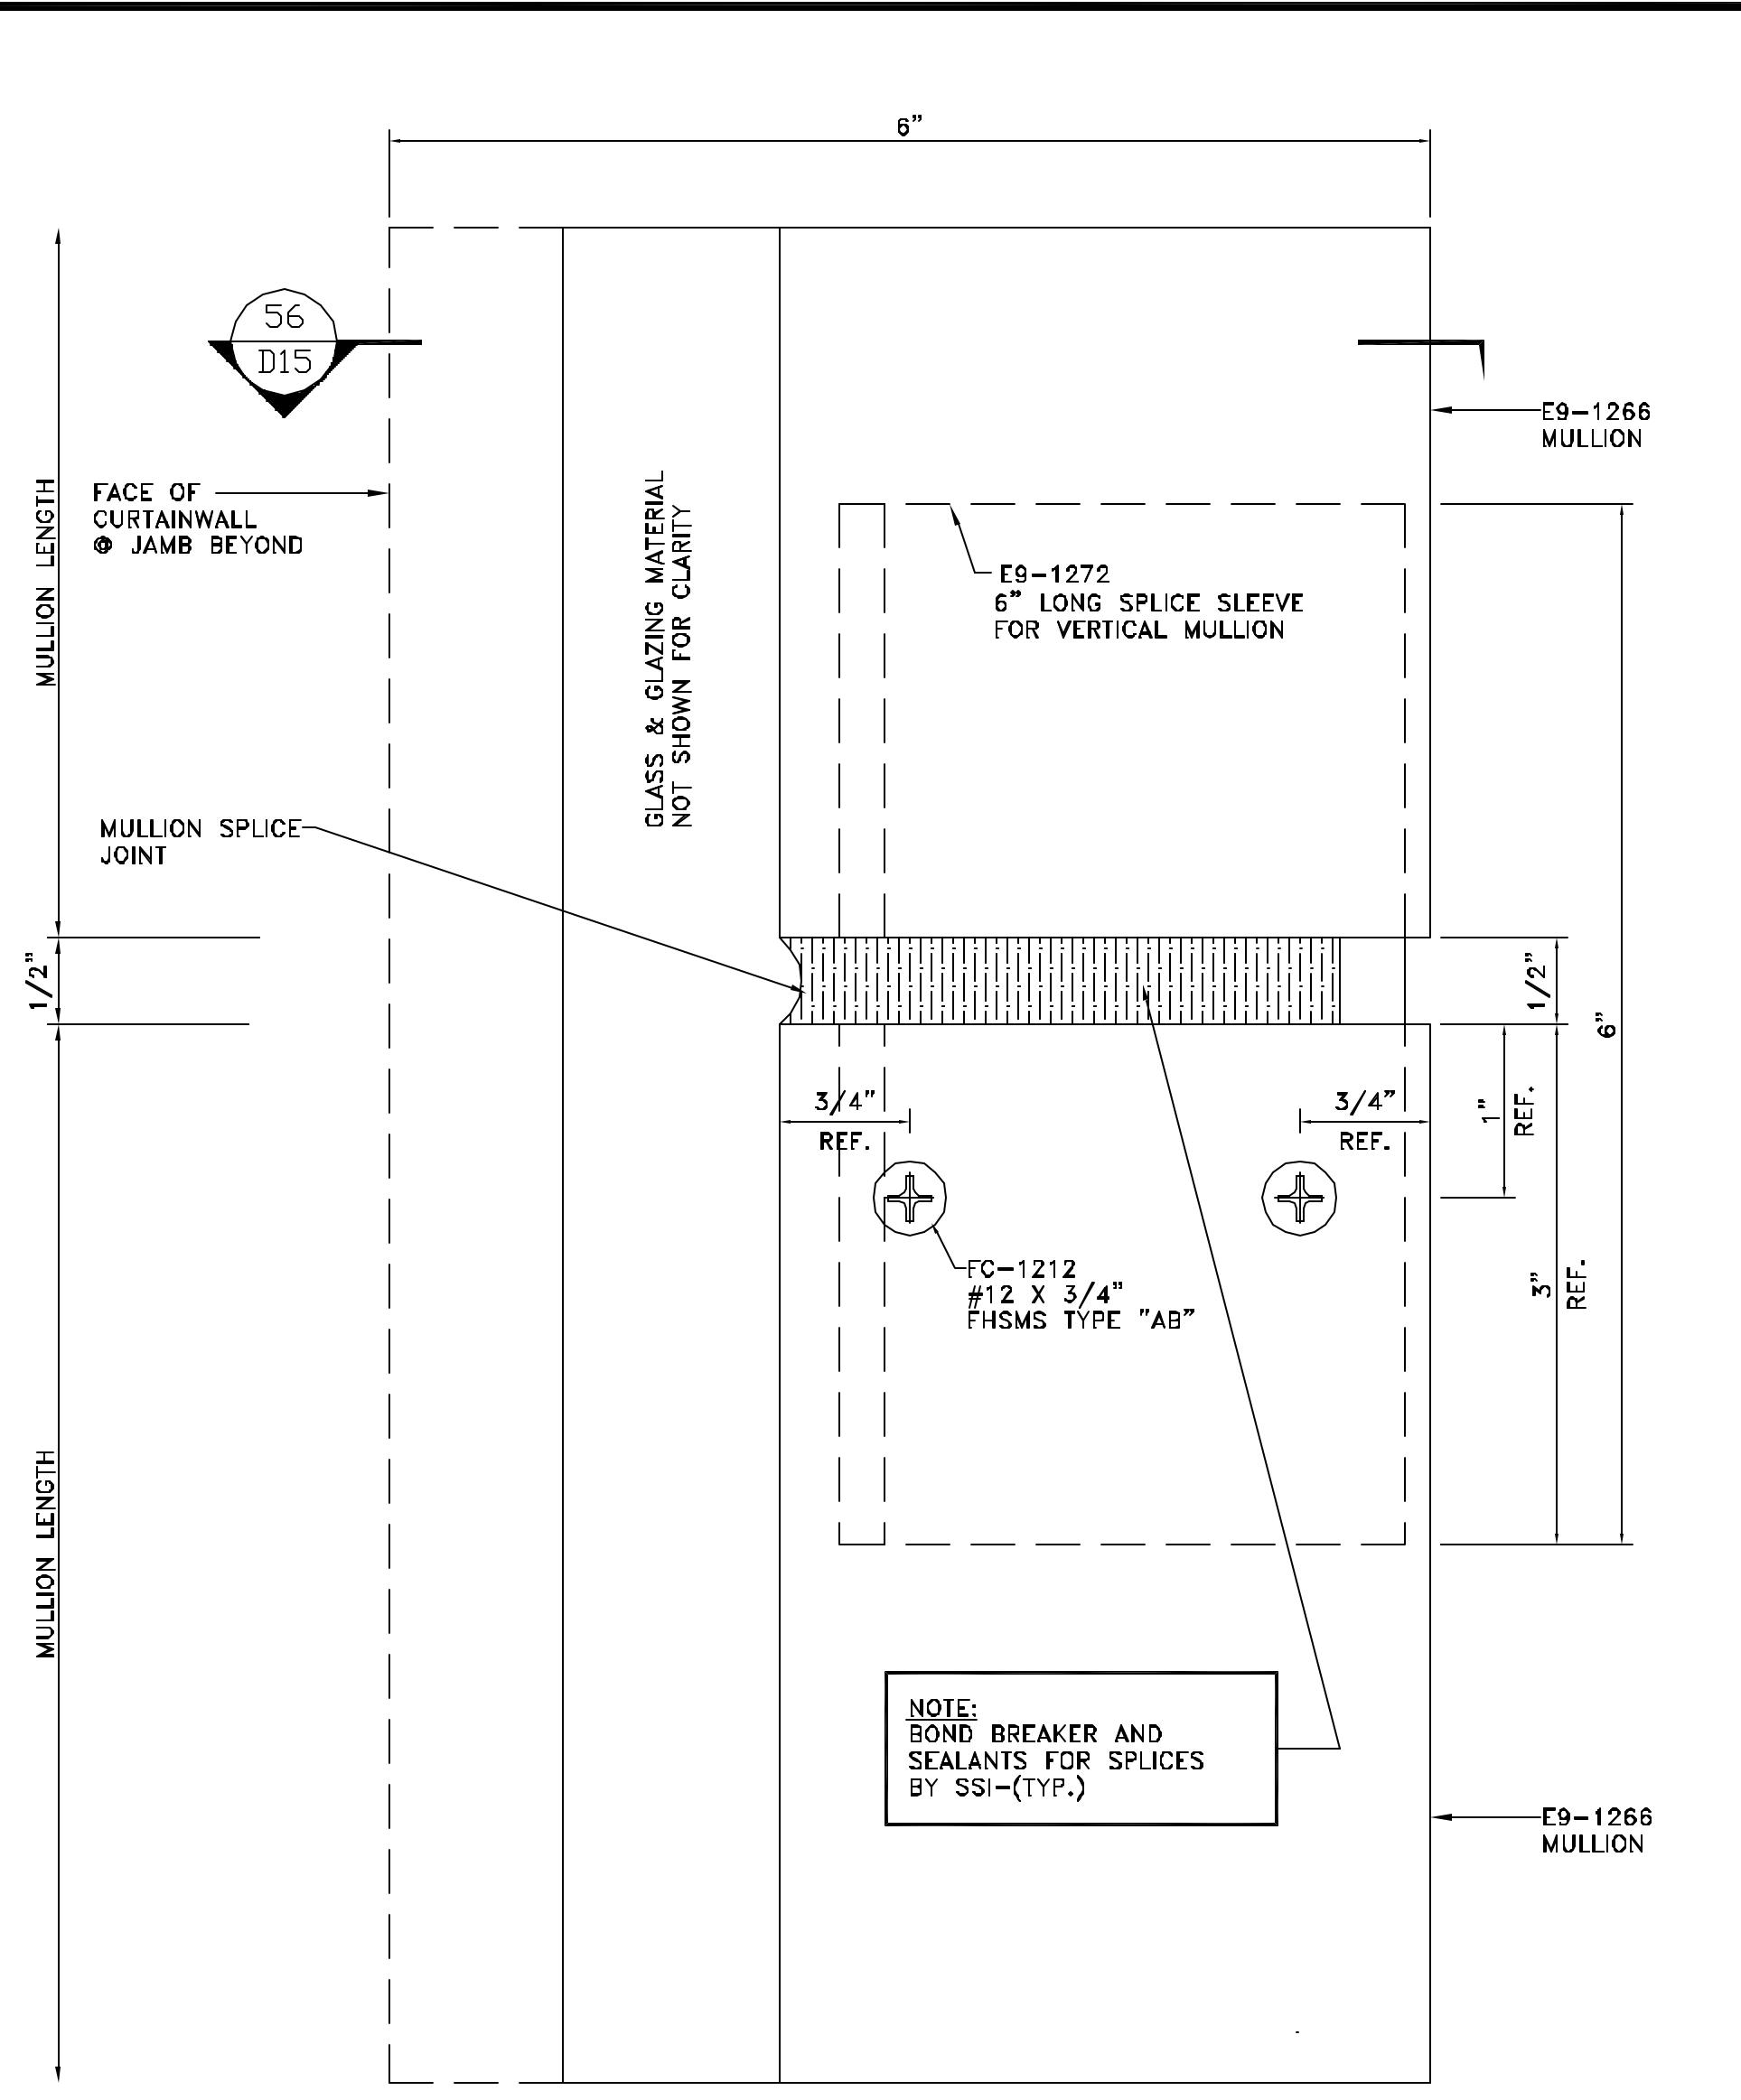 6"
56
D15
E9-1266
MULLION
FACE OF
CURTAINWALL
@ JAMB BEYOND
MULLION LENGTH
GLASS & GLAZING MATERIAL
NOT SHOWN FOR CLARITY
E9-1272
6" LONG SPLICE SLEEVE
FOR VERTICAL MULLION
MULLION SPLICE
JOINT
1/2"
1/2"
6"
3/4"
REF.
3/4"
REF.
1"
REF.
FC-1212
#12 X 3/4"
FHSMS TYPE "AB"
3"
REF.
MULLION LENGTH
NOTE:
BOND BREAKER AND
SEALANTS FOR SPLICES
BY SSI-(TYP.)
E9-1266
MULLION